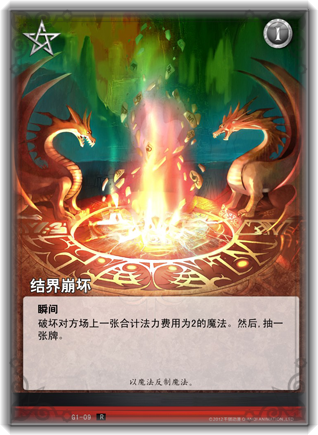 I
结界崩坏
瞬间
破坏对方场上一张合计法力费用为2的魔法。然后,抽一
张牌。
以魔法反制魔法。
G1-09 R